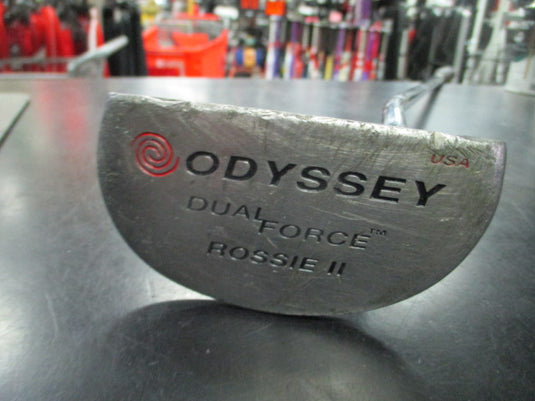 USA
ODYSSEY
DUAL FORCE™
ROSSIE II